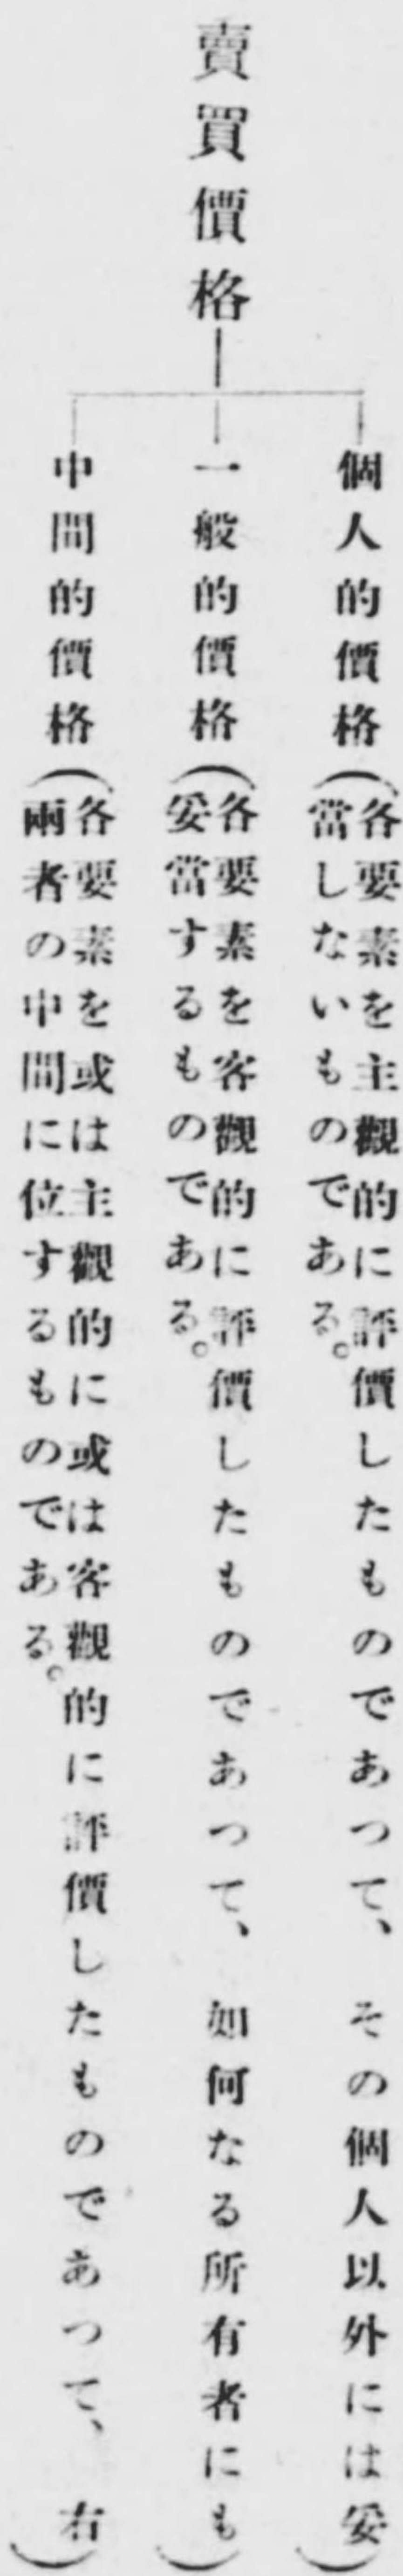 賣買價格
個人的價格
(各要素を主觀的に評價したものであつて、その個人以外には妥
當しないものである。)
一般的價格
(各要素を客觀的に評價したものであつて、如何なる所有者にも
妥當するものである。)
中間的價格
(各要素を或は主觀的に或は客觀的に評價したものであつて、右
兩者の中間に位するものである。)